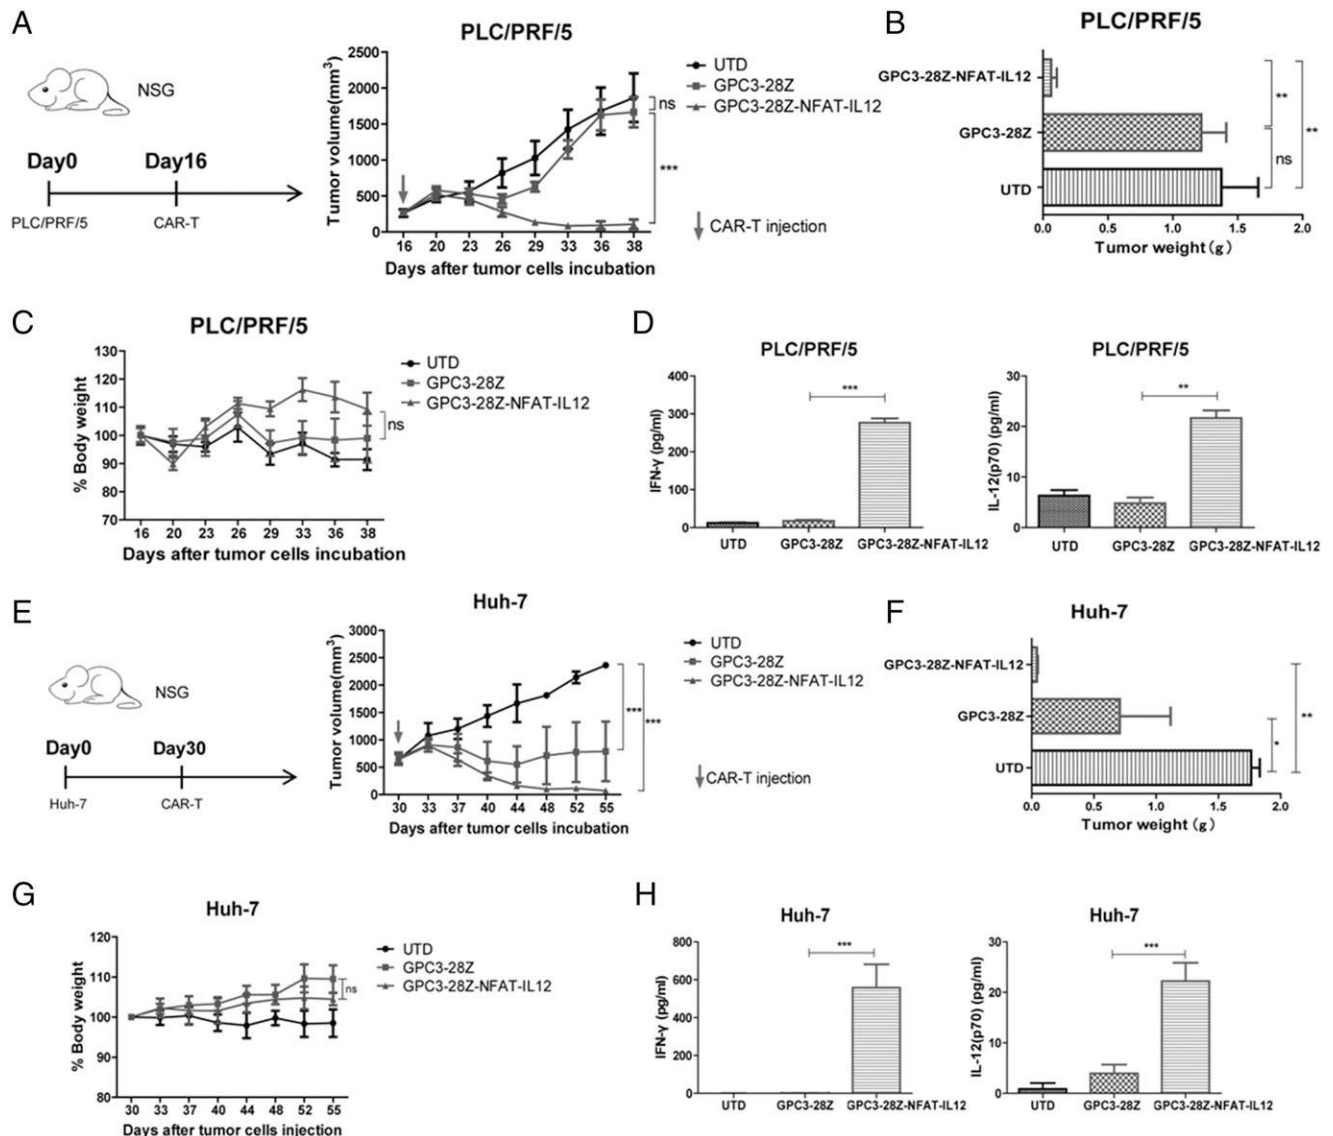 A
NSG
Day0
Day16
PLC/PRF/5
CAR-T
PLC/PRF/5
Tumor volume(mm³)
2500
2000
1500
1000
500
0
16 20 23 26 29 33 36 38
Days after tumor cells incubation
ns
***
UTD
GPC3-28Z
GPC3-28Z-NFAT-IL12
CAR-T injection
B
PLC/PRF/5
GPC3-28Z-NFAT-IL12
GPC3-28Z
UTD
0.0 0.5 1.0 1.5 2.0
Tumor weight(g)
**
ns
**
C
PLC/PRF/5
% Body weight
130
120
110
100
90
80
70
16 20 23 26 29 33 36 38
Days after tumor cells incubation
UTD
GPC3-28Z
GPC3-28Z-NFAT-IL12
ns
D
PLC/PRF/5
IFN-γ (pg/ml)
400
300
200
100
0
***
UTD GPC3-28Z GPC3-28Z-NFAT-IL12
PLC/PRF/5
IL-12(p70) (pg/ml)
30
20
10
0
**
UTD GPC3-28Z GPC3-28Z-NFAT-IL12
E
NSG
Day0
Day30
Huh-7
CAR-T
Huh-7
Tumor volume(mm³)
3000
2500
2000
1500
1000
500
0
30 33 37 40 44 48 52 55
Days after tumor cells incubation
***
***
UTD
GPC3-28Z
GPC3-28Z-NFAT-IL12
CAR-T injection
F
Huh-7
GPC3-28Z-NFAT-IL12
GPC3-28Z
UTD
0.0 0.5 1.0 1.5 2.0
Tumor weight (g)
*
**
G
Huh-7
% Body weight
120
110
100
90
80
30 33 37 40 44 48 52 55
Days after tumor cells injection
UTD
GPC3-28Z
GPC3-28Z-NFAT-IL12
ns
H
Huh-7
IFN-γ (pg/ml)
800
600
400
200
0
***
UTD GPC3-28Z GPC3-28Z-NFAT-IL12
Huh-7
IL-12(p70) (pg/ml)
30
20
10
0
***
UTD GPC3-28Z GPC3-28Z-NFAT-IL12